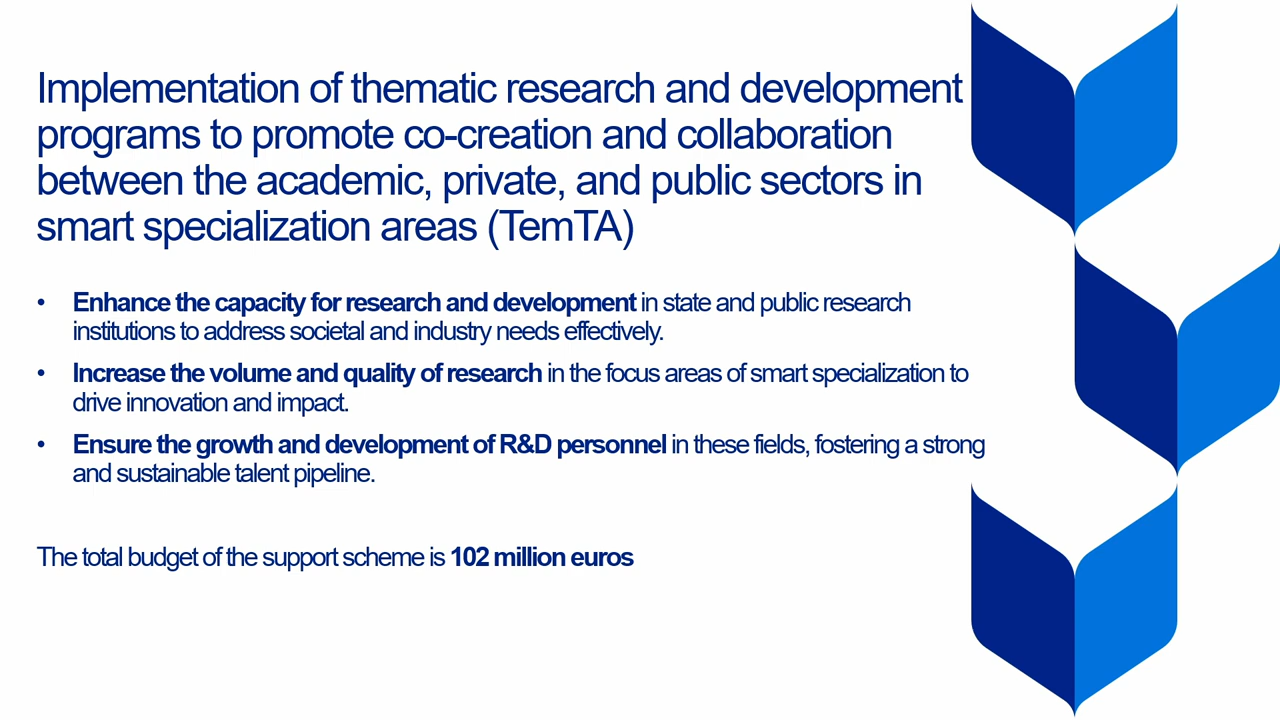 Implementation of thematic research and development
programs to promote co-creation and collaboration
between the academic, private, and public sectors in
smart specialization areas (TemTA)
• Enhance the capacity for research and development in state and public research
institutions to address societal and industry needs effectively.
• Increase the volume and quality of research in the focus areas of smart specialization to
drive innovation and impact.
• Ensure the growth and development of R&D personnel in these fields, fostering a strong
and sustainable talent pipeline.
The total budget of the support scheme is 102 million euros